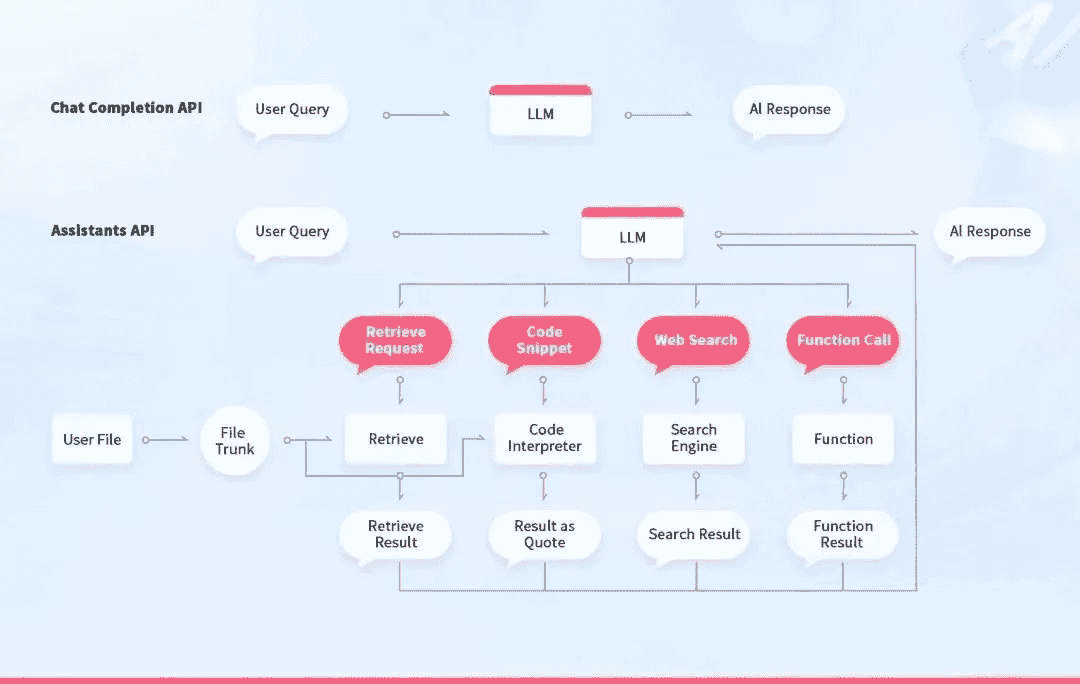 AI
Chat Completion API
User Query
LLM
AI Response
Assistants API
User Query
LLM
AI Response
Retrieve
Request
Code
Snippet
Web Search
Function Call
User File
File
Trunk
Retrieve
Code
Interpreter
Search
Engine
Function
Retrieve
Result
Result as
Quote
Search Result
Function
Result